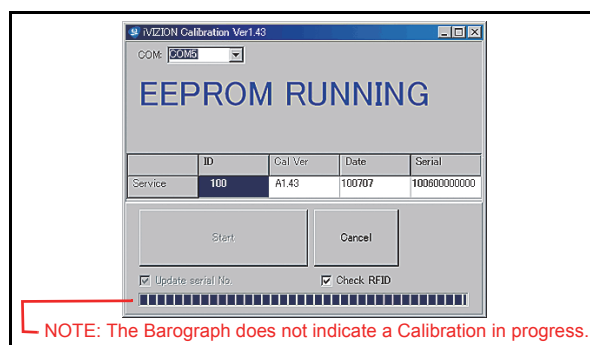 iVIZION Calibration Ver1.43
COM: COM5
EEPROM RUNNING
ID Cal Ver Date Serial
Service 100 A1.43 100707 100600000000
Start Cancel
Update serial No. Check RFID
NOTE: The Barograph does not indicate a Calibration in progress.